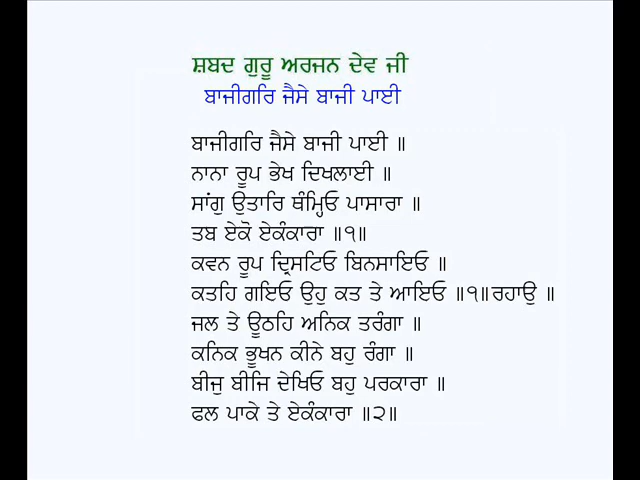 ਸ਼ਬਦ ਗੁਰੂ ਅਰਜਨ ਦੇਵ ਜੀ
ਬਾਜੀਗਰਿ ਜੈਸੇ ਬਾਜੀ ਪਾਈ
ਬਾਜੀਗਰਿ ਜੈਸੇ ਬਾਜੀ ਪਾਈ ॥
ਨਾਨਾ ਰੂਪ ਭੇਖ ਦਿਖਲਾਈ ॥
ਸਾਂਗੁ ਉਤਾਰਿ ਥੰਮ੍ਹਿਓ ਪਾਸਾਰਾ ॥
ਤਬ ਏਕੋ ਏਕੰਕਾਰਾ ॥੧॥
ਕਵਨ ਰੂਪ ਦ੍ਰਿਸਟਿਓ ਬਿਨਸਾਇਓ ॥
ਕਤਹਿ ਗਇਓ ਉਹੁ ਕਤ ਤੇ ਆਇਓ ॥੧॥ਰਹਾਉ ॥
ਜਲ ਤੇ ਊਠਹਿ ਅਨਿਕ ਤਰੰਗਾ ॥
ਕਨਿਕ ਭੂਖਨ ਕੀਨੇ ਬਹੁ ਰੰਗਾ ॥
ਬੀਜੁ ਬੀਜਿ ਦੇਖਿਓ ਬਹੁ ਪਰਕਾਰਾ ॥
ਫਲ ਪਾਕੇ ਤੇ ਏਕੰਕਾਰਾ ॥੨॥